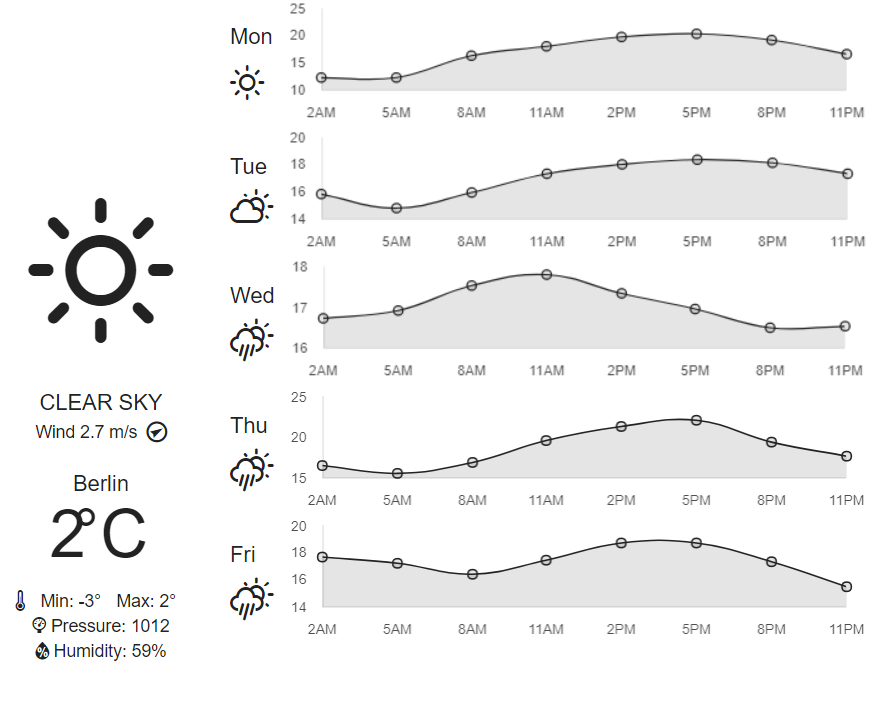 CLEAR SKY
Wind 2.7 m/s
Berlin
2°C
Min: -3° Max: 2°
Pressure: 1012
Humidity: 59%
Mon
25
20
15
10
2AM 5AM 8AM 11AM 2PM 5PM 8PM 11PM
Tue
20
18
16
14
2AM 5AM 8AM 11AM 2PM 5PM 8PM 11PM
Wed
18
17
16
2AM 5AM 8AM 11AM 2PM 5PM 8PM 11PM
Thu
25
20
15
2AM 5AM 8AM 11AM 2PM 5PM 8PM 11PM
Fri
20
18
16
14
2AM 5AM 8AM 11AM 2PM 5PM 8PM 11PM